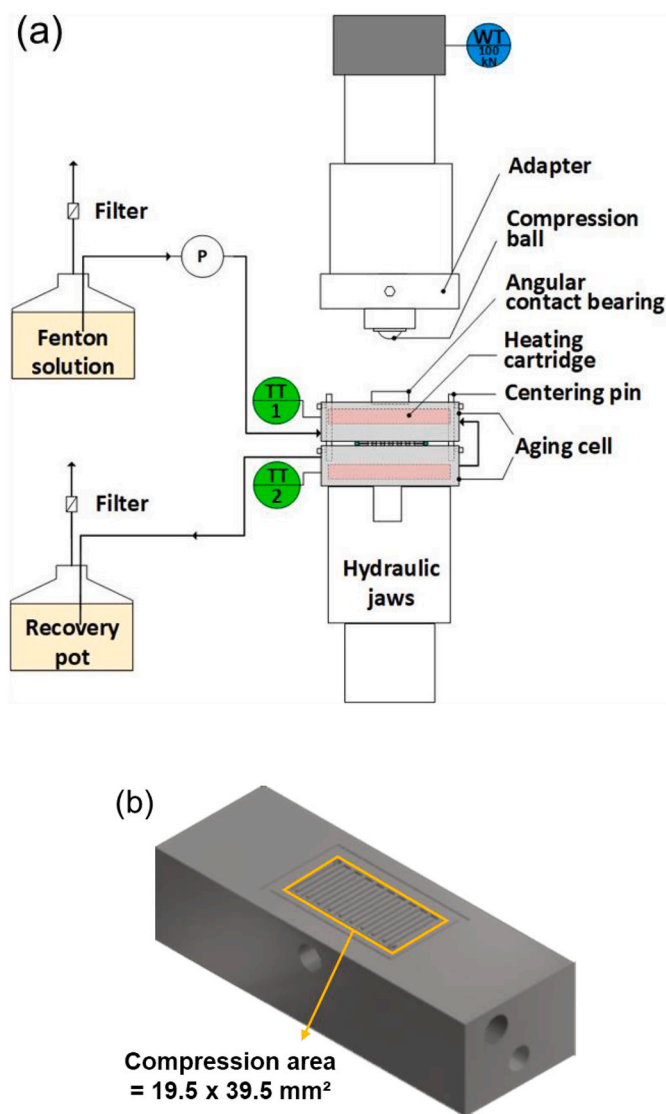 (a)
WT
100
kN
Adapter
Compression
ball
Angular
contact bearing
Heating
cartridge
Centering pin
Aging cell
Filter
P
Fenton
solution
TT
1
TT
2
Filter
Recovery
pot
Hydraulic
jaws
(b)
Compression area
= 19.5 x 39.5 mm²